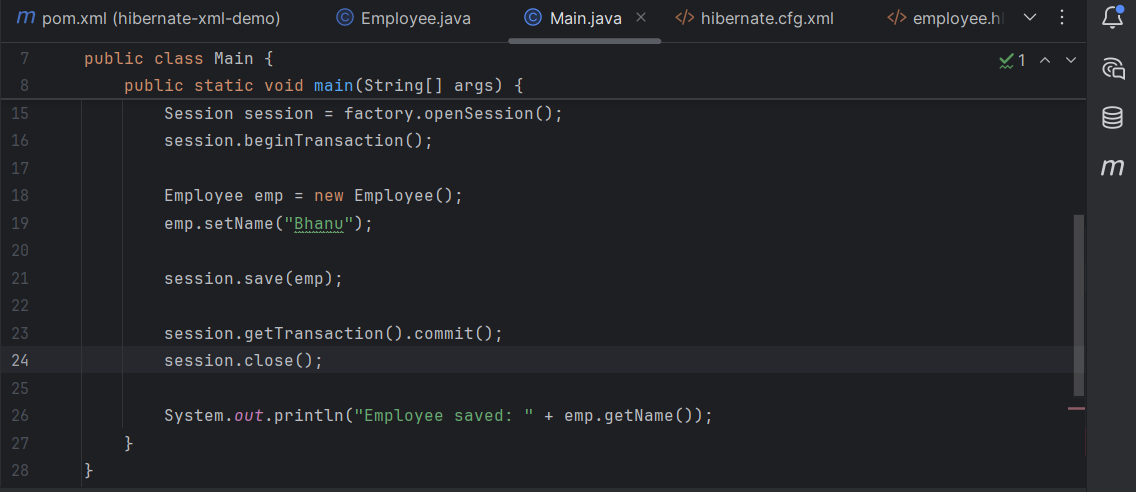 m pom.xml (hibernate-xml-demo) Employee.java Main.java hibernate.cfg.xml employee.h
7 public class Main { 1
8 public static void main(String[] args) {
15 Session session = factory.openSession();
16 session.beginTransaction();
17
18 Employee emp = new Employee();
19 emp.setName("Bhanu");
20
21 session.save(emp);
22
23 session.getTransaction().commit();
24 session.close();
25
26 System.out.println("Employee saved: " + emp.getName());
27 }
28 }